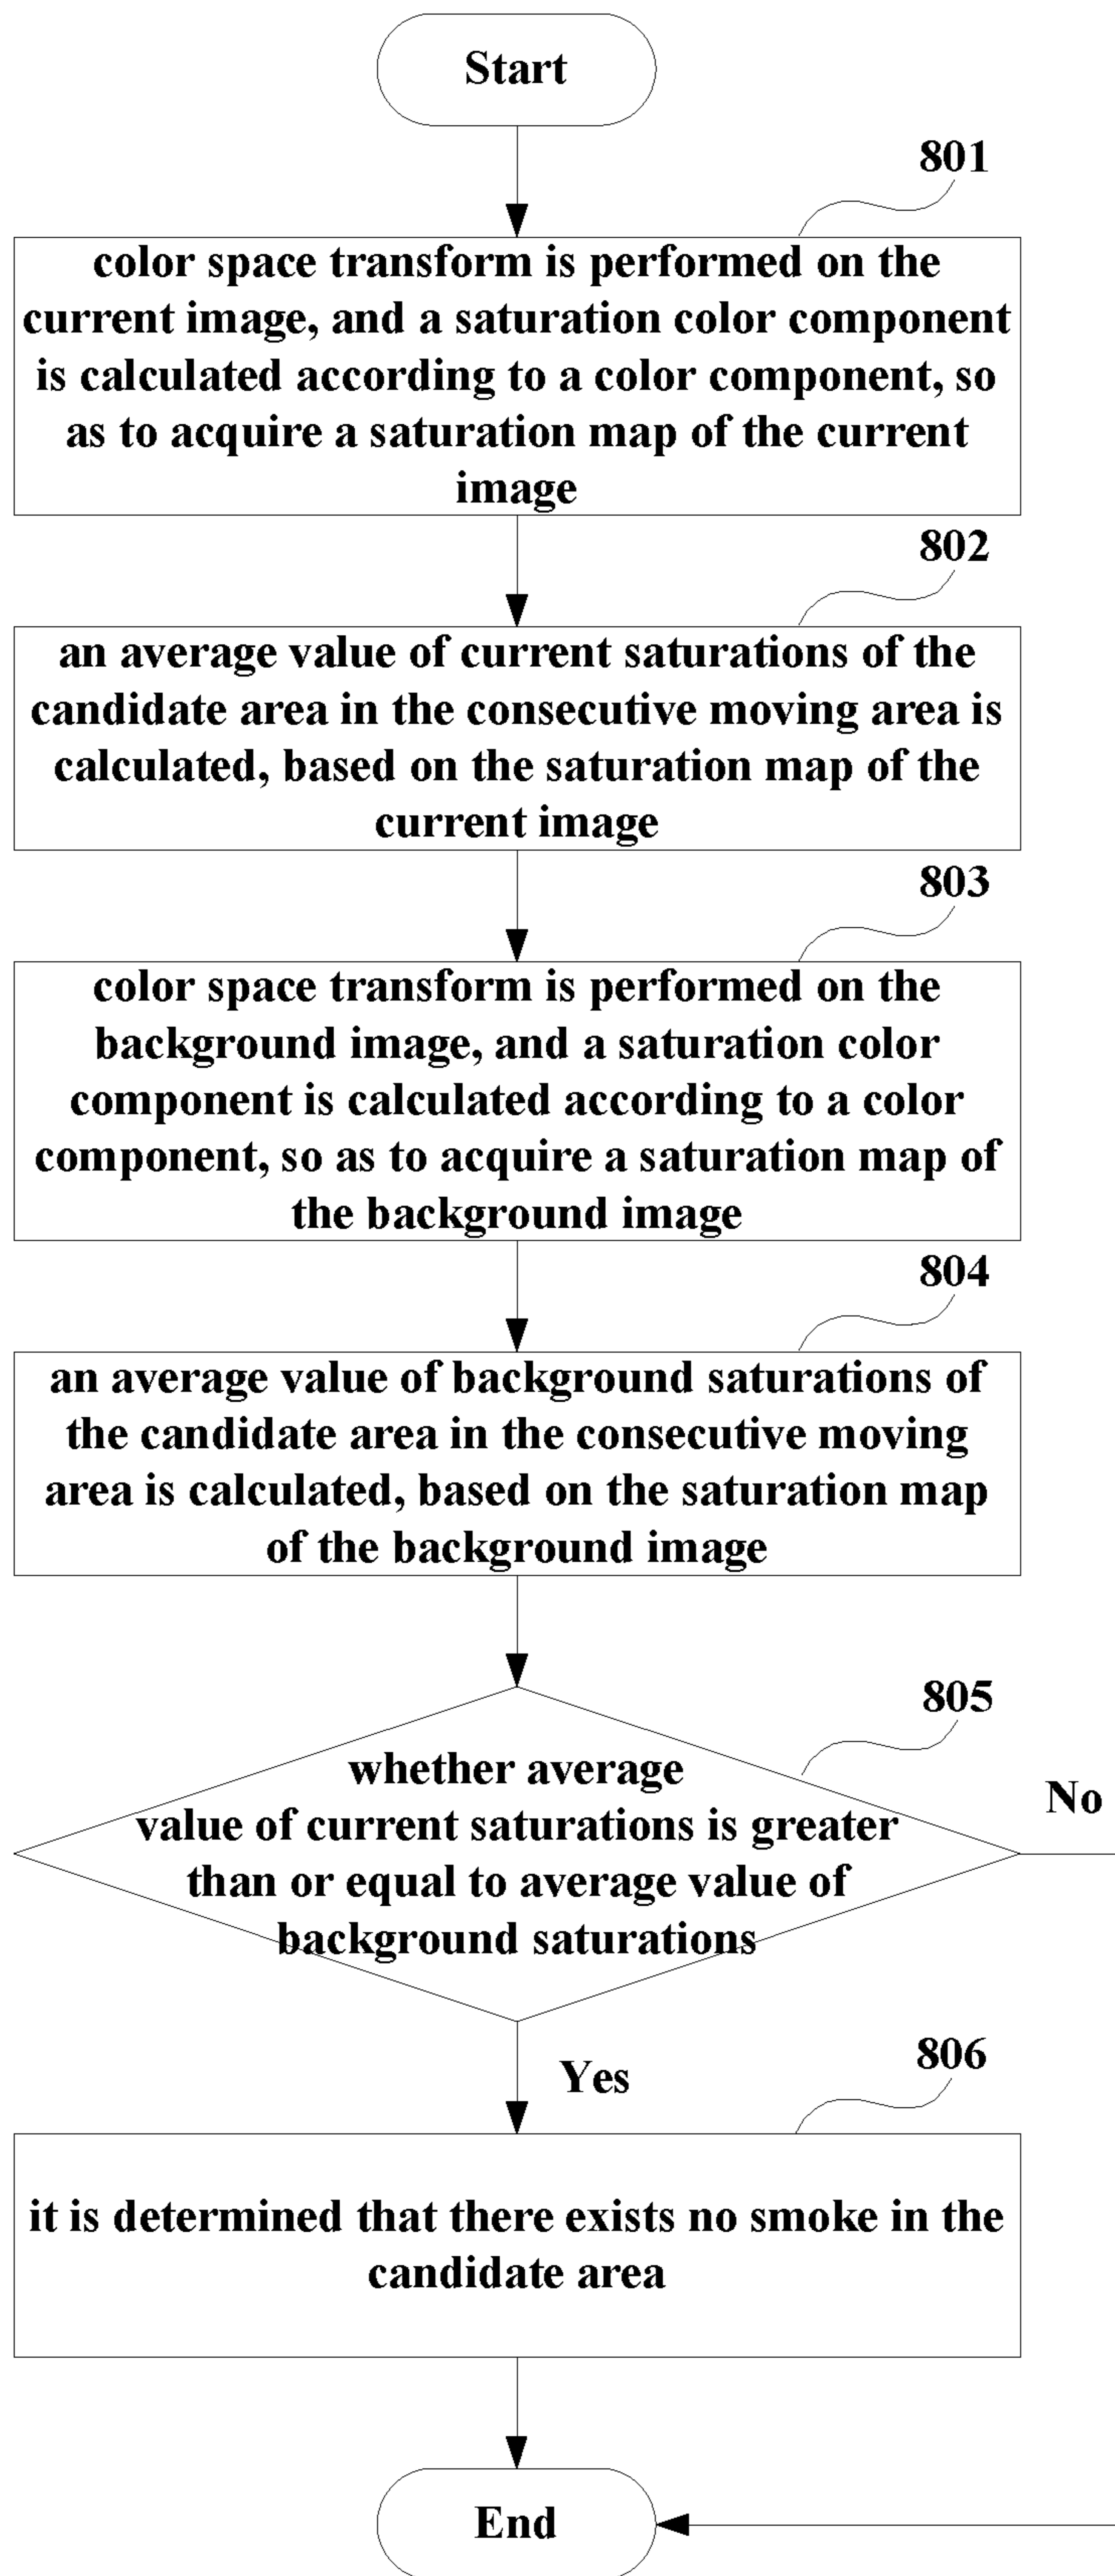 Start
801
color space transform is performed on the
current image, and a saturation color component
is calculated according to a color component, so
as to acquire a saturation map of the current
image
802
an average value of current saturations of the
candidate area in the consecutive moving area is
calculated, based on the saturation map of the
current image
803
color space transform is performed on the
background image, and a saturation color
component is calculated according to a color
component, so as to acquire a saturation map of
the background image
804
an average value of background saturations of
the candidate area in the consecutive moving
area is calculated, based on the saturation map
of the background image
805
whether average
value of current saturations is greater
than or equal to average value of
background saturations
No
Yes
806
it is determined that there exists no smoke in the
candidate area
End